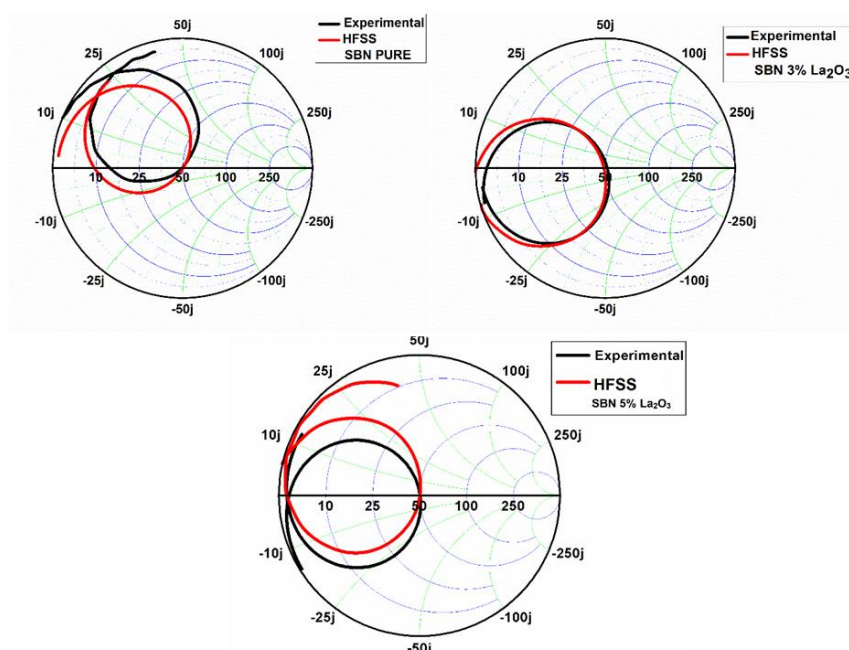 50j
25j
100j
10j
250j
10
25
50
100
250
-10j
-250j
-25j
-100j
-50j
Experimental
HFSS
SBN PURE
50j
25j
100j
10j
250j
10
25
50
100
250
-10j
-250j
-25j
-100j
-50j
Experimental
HFSS
SBN 3% La₂O₃
50j
25j
100j
10j
250j
10
25
50
100
250
-10j
-250j
-25j
-100j
-50j
Experimental
HFSS
SBN 5% La₂O₃